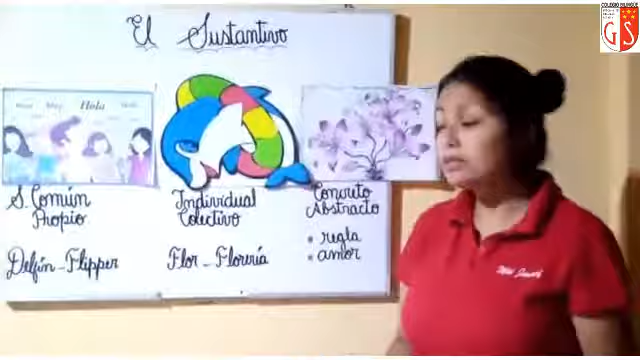 El Sustantivo
Hola
S. Común
Propio
Individual
Colectivo
Concreto
Abstracto
• regla
• amor
Delfín - Flipper
Flor - Florería
GS